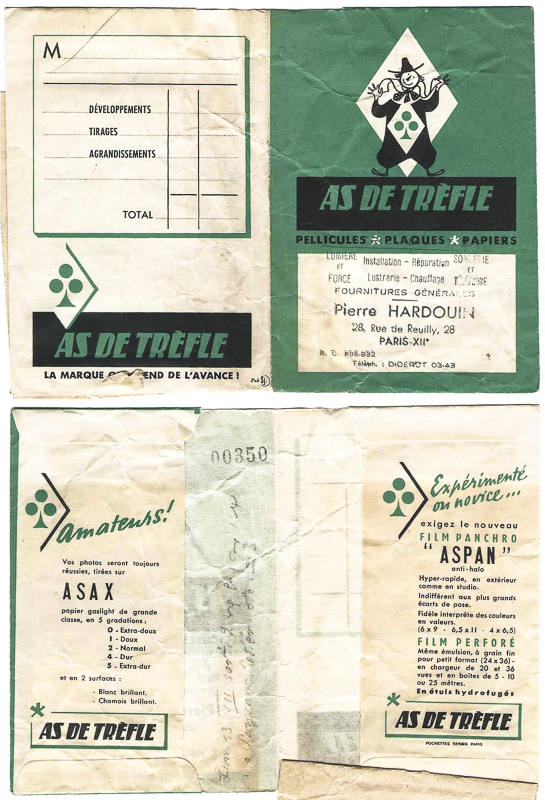 M
DÉVELOPPEMENTS
TIRAGES
AGRANDISSEMENTS
TOTAL
AS DE TRÈFLE
LA MARQUE END DE L'AVANCE !
AS DE TRÈFLE
PELLICULES * PLAQUES * PAPIERS
LUMIÈRE ET FORCE
Installation - Réparation
Lustrerie - Chauffage
ET
FOURNITURES GÉNÉRALES
Pierre HARDOUIN
28, Rue de Reuilly, 28
PARIS-XIIe
Téléph. : DIDEROT 03-43
amateurs!
Vos photos seront toujours
réussies, tirées sur
ASAX
papier gaslight de grande
classe, en 5 gradations :
0 - Extra-doux
1 - Doux
2 - Normal
4 - Dur
5 - Extra-dur
et en 2 surfaces :
- Blanc brillant.
- Chamois brillant.
* AS DE TRÈFLE
00350
Expérimenté
ou novice...
exigez le nouveau
FILM PANCHRO
" ASPAN "
anti-halo
Hyper-rapide, en extérieur
comme en studio.
Indifférent aux plus grands
écarts de pose.
Fidèle interprète des couleurs
en valeurs.
(6 x 9 - 6,5 x 11 - 4 x 6,5)
FILM PERFORÉ
Même émulsion, à grain fin
pour petit format (24 x 36) -
en chargeur de 20 et 36
vues et en boîtes de 5 - 10
ou 25 mètres.
En étuis hydrofugés
* AS DE TRÈFLE